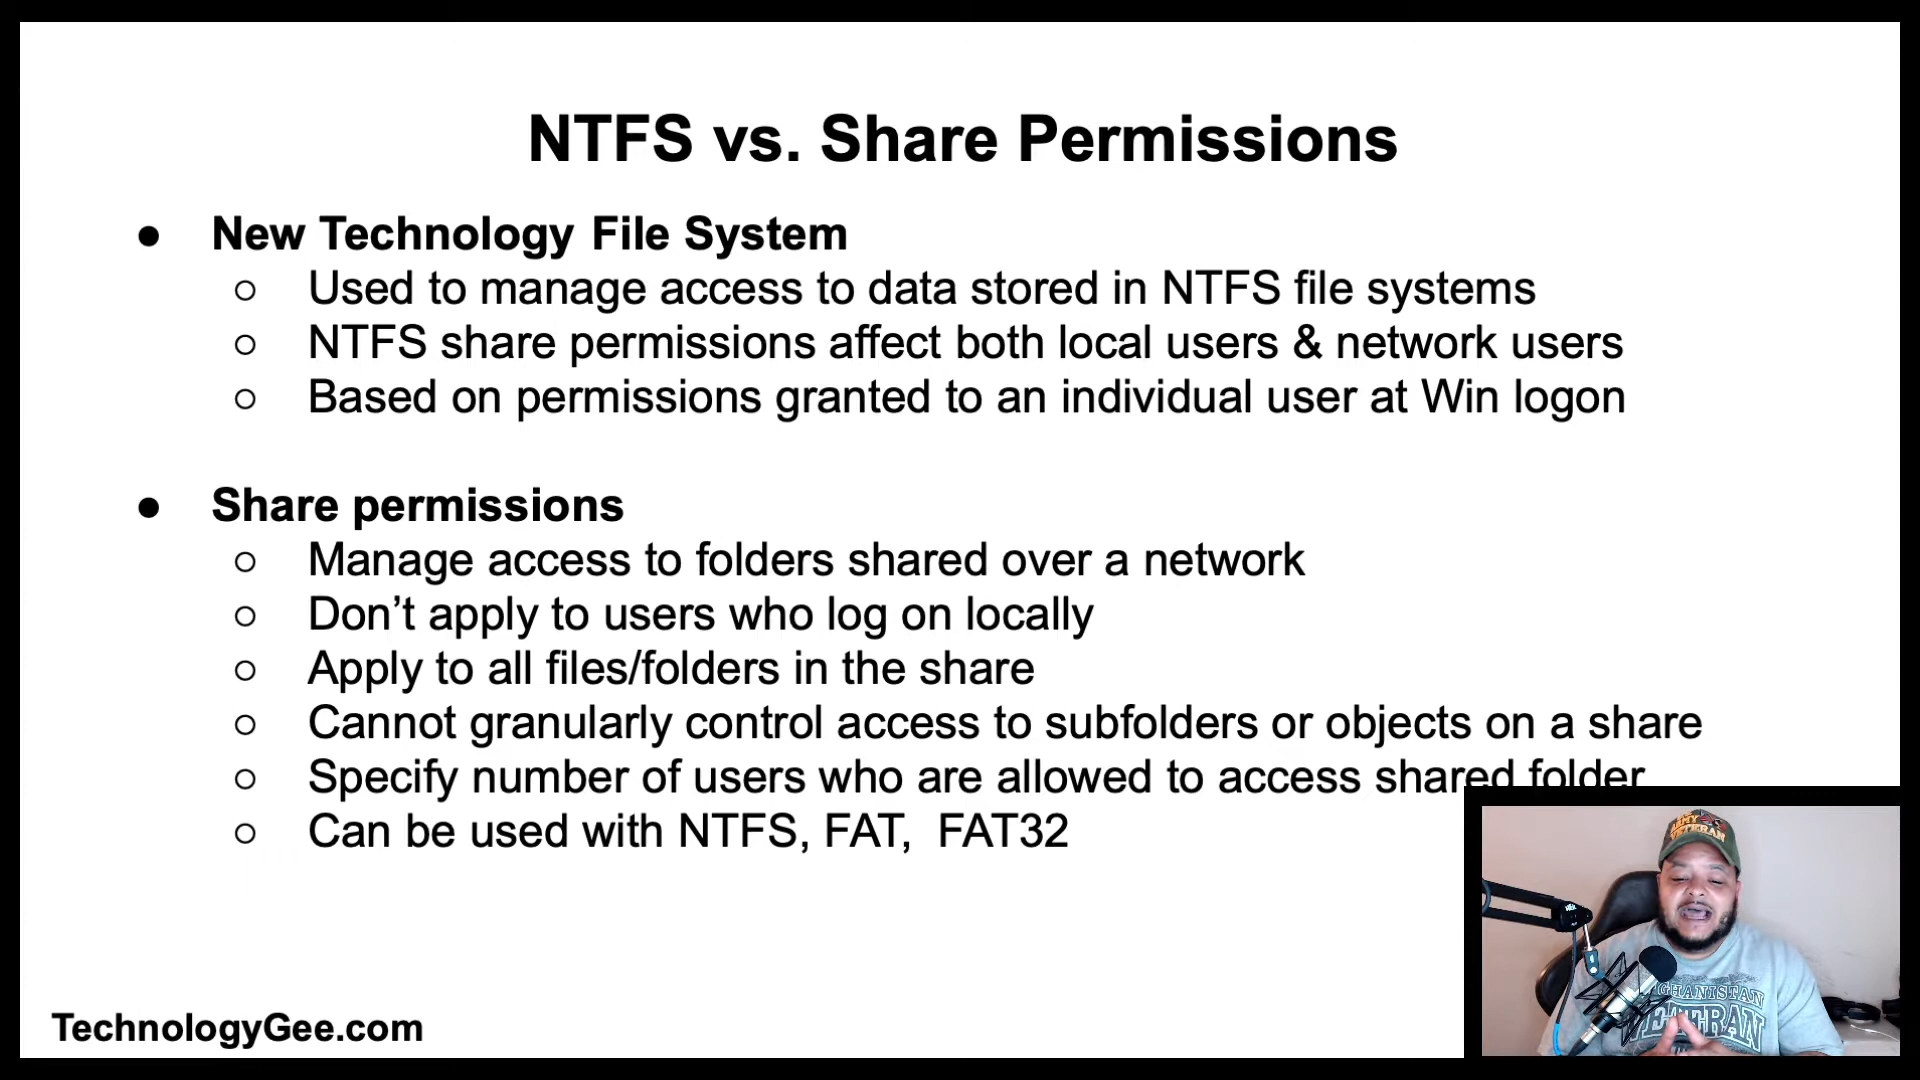 NTFS vs. Share Permissions
● New Technology File System
○ Used to manage access to data stored in NTFS file systems
○ NTFS share permissions affect both local users & network users
○ Based on permissions granted to an individual user at Win logon
● Share permissions
○ Manage access to folders shared over a network
○ Don’t apply to users who log on locally
○ Apply to all files/folders in the share
○ Cannot granularly control access to subfolders or objects on a share
○ Specify number of users who are allowed to access shared folder
○ Can be used with NTFS, FAT, FAT32
ARMY
VETERAN
GHANISTAN
ETERAN
TechnologyGee.com